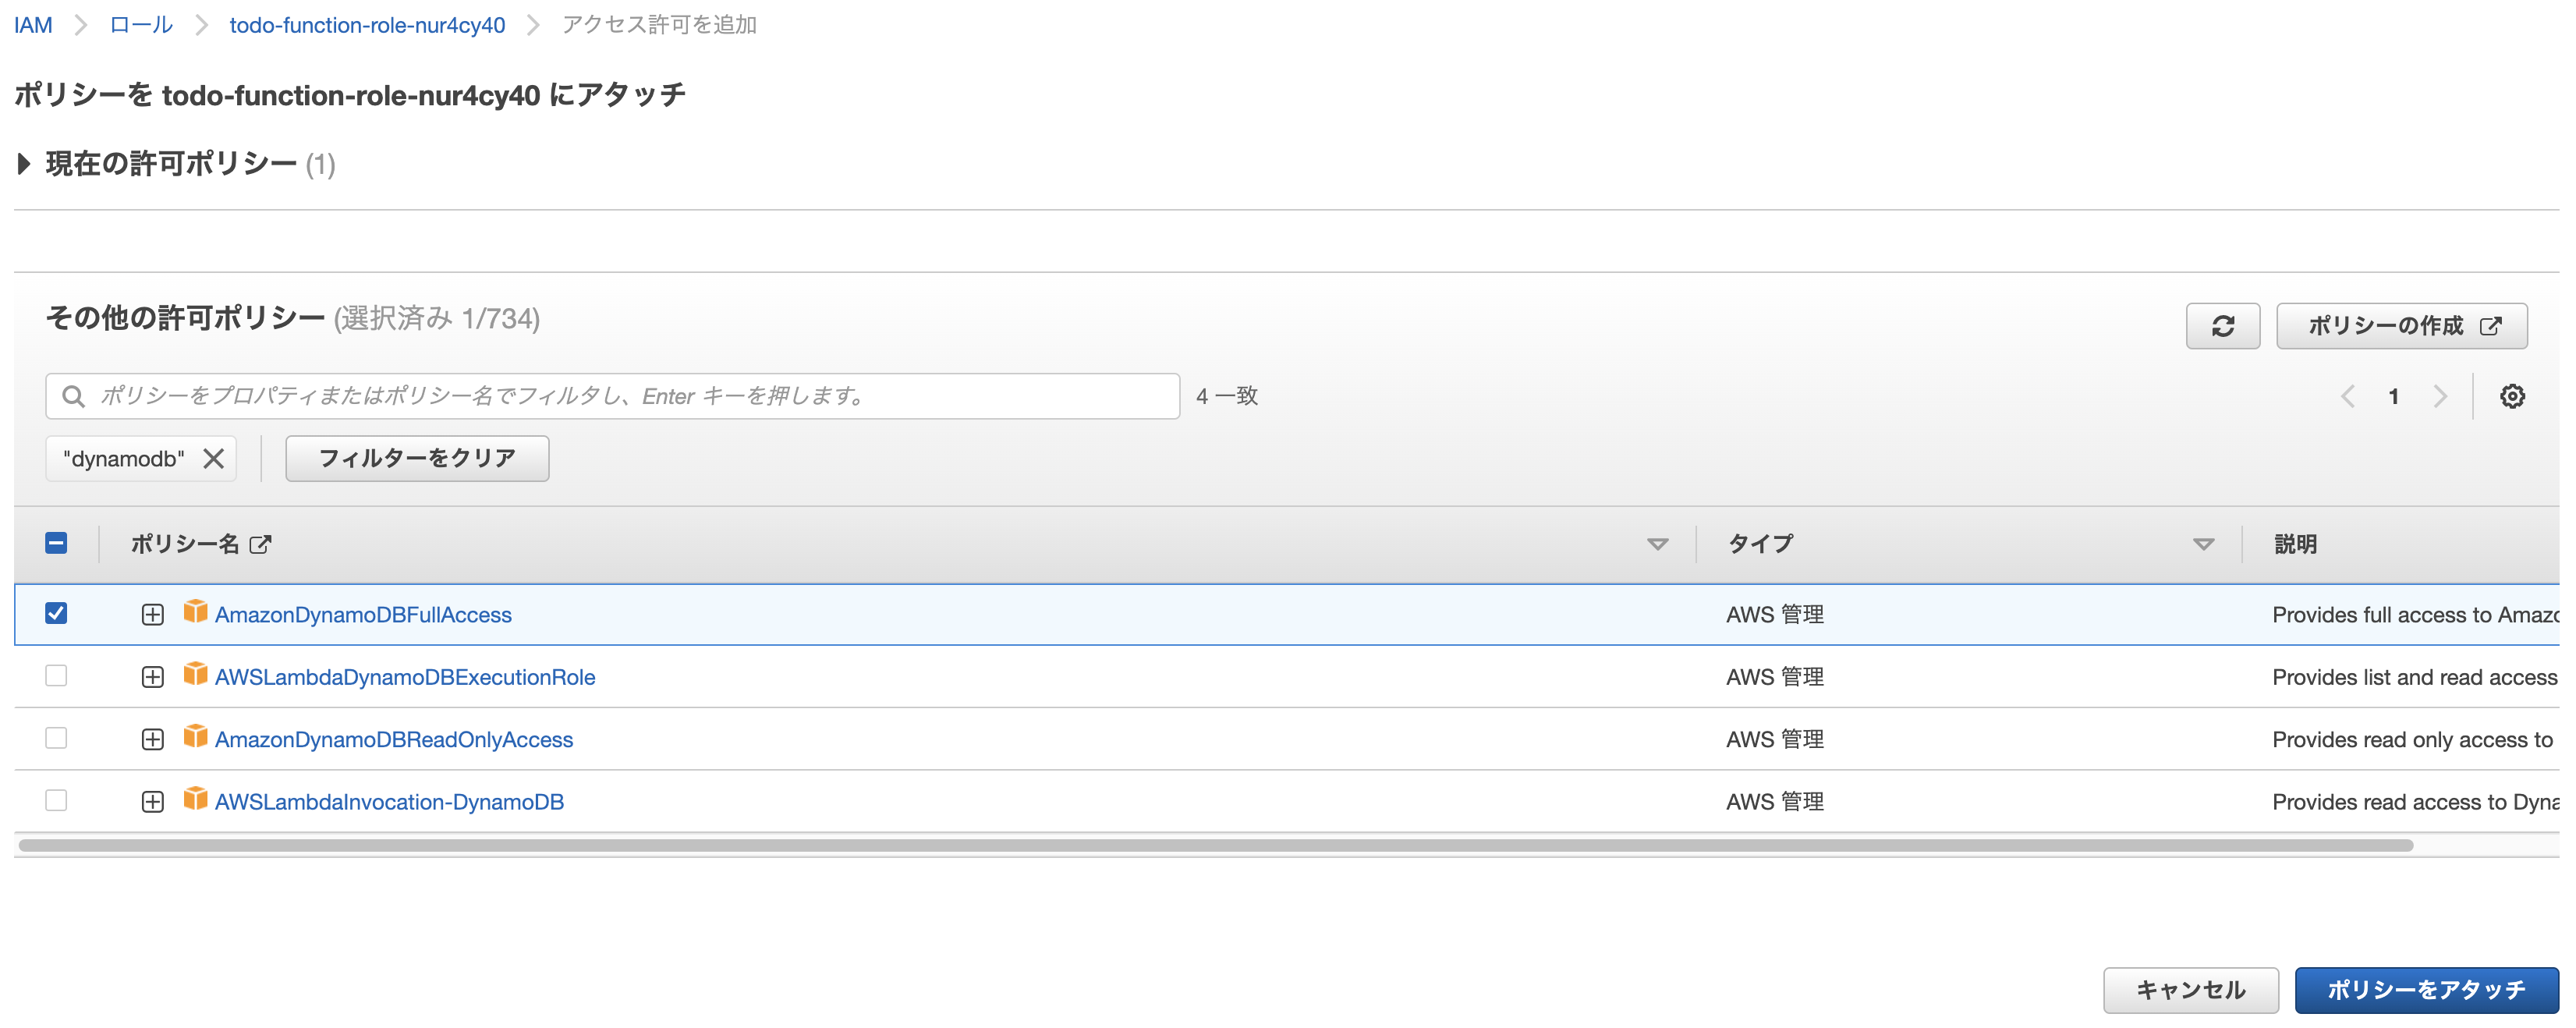 IAM ロール todo-function-role-nur4cy40 アクセス許可を追加
ポリシーを todo-function-role-nur4cy40 にアタッチ
現在の許可ポリシー (1)
その他の許可ポリシー (選択済み 1/734)
ポリシーの作成
ポリシーをプロパティまたはポリシー名でフィルタし、Enter キーを押します。 4 一致 1
"dynamodb" フィルターをクリア
ポリシー名 タイプ 説明
AmazonDynamoDBFullAccess AWS 管理 Provides full access to Amazo
AWSLambdaDynamoDBExecutionRole AWS 管理 Provides list and read access
AmazonDynamoDBReadOnlyAccess AWS 管理 Provides read only access to
AWSLambdaInvocation-DynamoDB AWS 管理 Provides read access to Dyna
キャンセル ポリシーをアタッチ